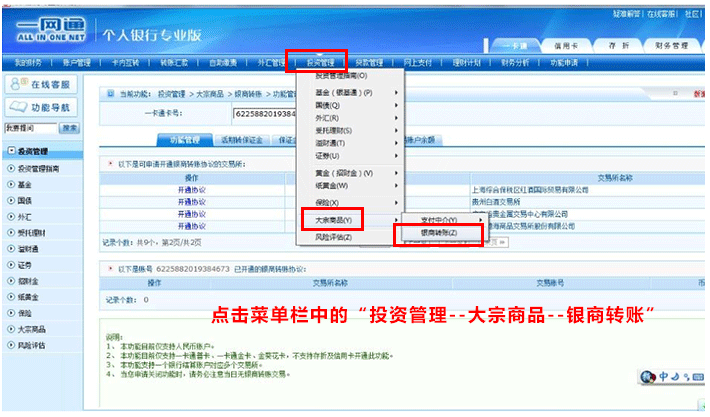 疑难解答 | 在线客服 | 社区 |
一网通
ALL IN ONE NET
个人银行专业版
一卡通 信用卡 存 折 财务管理
我的财务 账户管理 卡内互转 转账汇款 自助缴费 外汇管理 投资管理 贷款管理 网上支付 理财计划 财务分析 功能申请
在线客服
功能导航
我要提问 搜索
投资管理
投资管理指南
基金
国债
外汇
受托理财
溢财通
证券
招财金
纸黄金
保险
大宗商品
风险评估
当前功能: 投资管理 > 大宗商品 > 银商转账 > 功能管
一卡通卡号: 6225882019384
功能管理 活期转保证金 保证
账户余额
投资管理指南(O)
基金（银基通）(P)
国债(Q)
外汇(R)
受托理财(S)
溢财通(T)
证券(U)
黄金（招财金）(V)
纸黄金(W)
保险(X)
大宗商品(Y)
风险评估(Z)
支付中介(Y)
银商转账(Z)
以下是可申请开通银商转账协议的交易所:
操作 交易所名称
开通协议 上海综合保税区红酒国际贸易有限公司
开通协议 贵州白酒交易所
开通协议 贵金属交易中心有限公司
开通协议 商品交易所股份有限公司
记录个数: 共9个, 第2页/共2页
以下是帐号 6225882019384673 已开通的银商转账协议:
操作 交易所名称 交易账号 币
记录个数: 0
点击菜单栏中的“投资管理--大宗商品--银商转账”
说明:
1、 本功能目前仅支持人民币账户。
2、 本功能目前仅支持一卡通普卡、一卡通金卡、金葵花卡，不支持存折及信用卡开通此功能。
3、 本功能支持一个银行结算账户对应多个交易所。
4、 当您申请关闭功能时，请务必注意当日无银商转账交易。
中